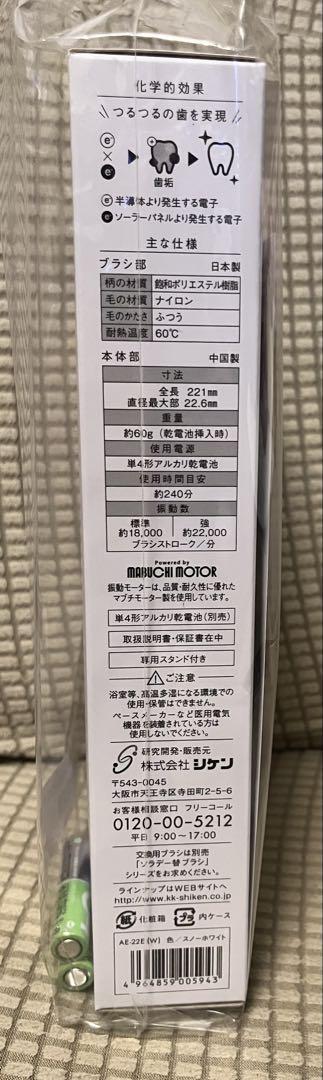 化学的効果
つるつるの歯を実現
e⁻
×
e⁻
歯垢
e⁻ 半導体より発生する電子
e⁻ ソーラーパネルより発生する電子
主な仕様
ブラシ部 日本製
柄の材質 飽和ポリエステル樹脂
毛の材質 ナイロン
毛のかたさ ふつう
耐熱温度 60℃
本体部 中国製
寸法
全長 221mm
直径最大部 22.6mm
重量
約60g（乾電池挿入時）
使用電源
単4形アルカリ乾電池
使用時間目安
約240分
振動数
標準 強
約18,000 約22,000
ブラシストローク／分
Powered by
MABUCHI MOTOR
振動モーターは、品質・耐久性に優れた
マブチモーター製を使用しています。
単4形アルカリ乾電池（別売）
取扱説明書・保証書在中
専用スタンド付き
ご注意
浴室等、高温多湿になる環境での
使用・保管はできません。
ペースメーカーなど医用電気
機器を装着されている方は
使用しないでください。
研究開発・販売元
株式会社 シケン
〒543-0045
大阪市天王寺区寺田町2-5-6
お客様相談窓口 フリーコール
0120-00-5212
平日 9:00～17:00
交換用ブラシは別売
「ソラデー替ブラシ」
シリーズをお求めください。
ラインナップはWEBサイトへ
http://www.kk-shiken.co.jp
紙 化粧箱 プラ 内ケース
AE-22E (W) 色／スノーホワイト
4 964859 005943